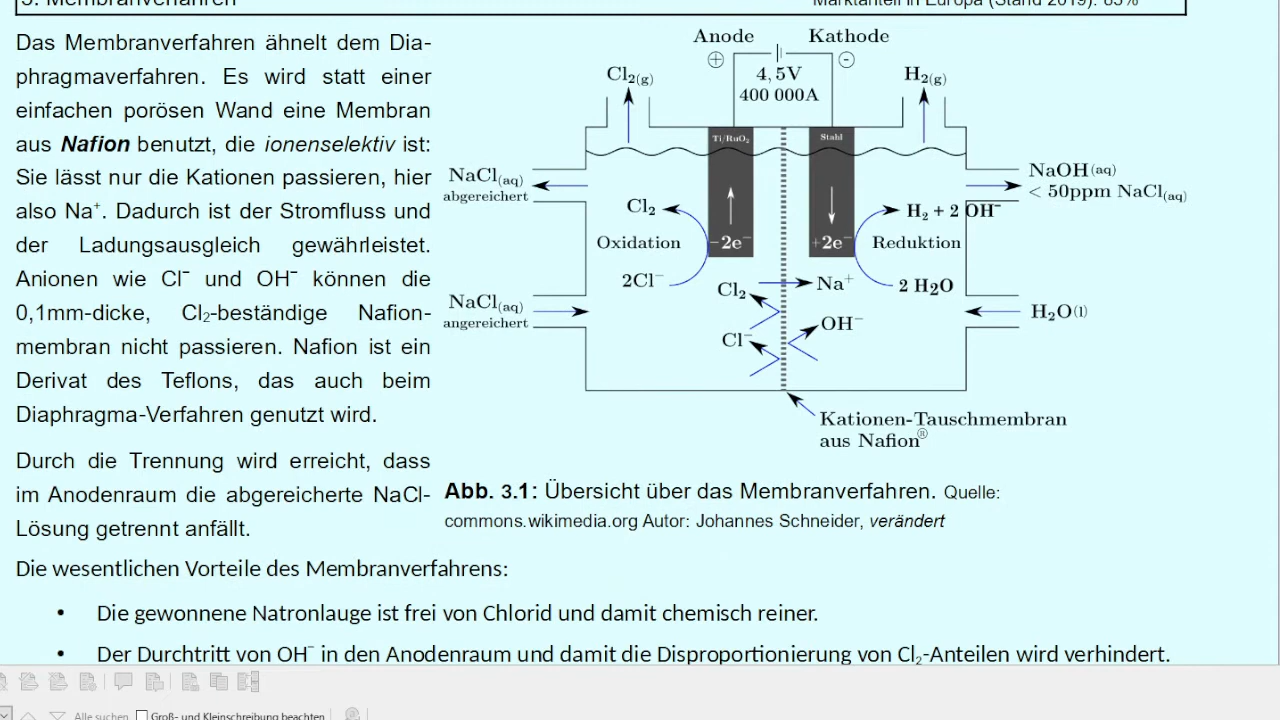 3. Membranverfahren
Marktanteil in Europa (Stand 2019): 85%
Das Membranverfahren ähnelt dem Dia-
phragmaverfahren. Es wird statt einer
einfachen porösen Wand eine Membran
aus Nafion benutzt, die ionenselektiv ist:
Sie lässt nur die Kationen passieren, hier
also Na⁺. Dadurch ist der Stromfluss und
der Ladungsausgleich gewährleistet.
Anionen wie Cl⁻ und OH⁻ können die
0,1mm-dicke, Cl₂-beständige Nafion-
membran nicht passieren. Nafion ist ein
Derivat des Teflons, das auch beim
Diaphragma-Verfahren genutzt wird.
Durch die Trennung wird erreicht, dass
im Anodenraum die abgereicherte NaCl-
Lösung getrennt anfällt.
Anode Kathode
+ -
Cl₂(g) 4,5V H₂(g)
400 000A
Ti/RuO₂ Stahl
NaCl(aq)
abgereichert
NaOH(aq)
< 50ppm NaCl(aq)
Cl₂ H₂ + 2 OH⁻
Oxidation −2e⁻ +2e⁻ Reduktion
2Cl⁻ 2 H₂O
Cl₂ Na⁺
NaCl(aq)
angereichert
H₂O(l)
OH⁻
Cl⁻
Kationen-Tauschmembran
aus Nafion®
Abb. 3.1: Übersicht über das Membranverfahren. Quelle:
commons.wikimedia.org Autor: Johannes Schneider, verändert
Die wesentlichen Vorteile des Membranverfahrens:
• Die gewonnene Natronlauge ist frei von Chlorid und damit chemisch reiner.
• Der Durchtritt von OH⁻ in den Anodenraum und damit die Disproportionierung von Cl₂-Anteilen wird verhindert.
Alle suchen Groß- und Kleinschreibung beachten